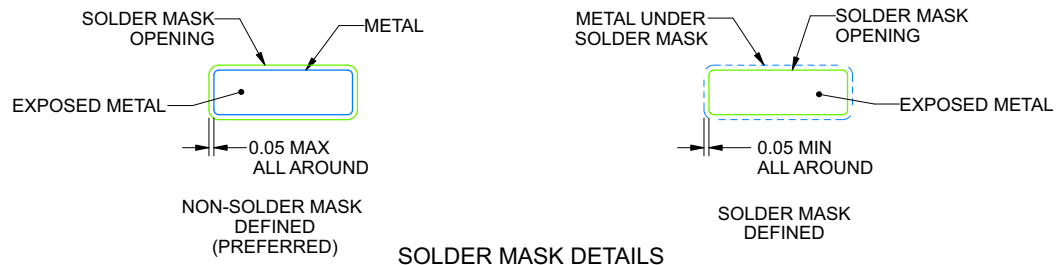 SOLDER MASK
OPENING
METAL
EXPOSED METAL
0.05 MAX
ALL AROUND
NON-SOLDER MASK
DEFINED
(PREFERRED)
METAL UNDER
SOLDER MASK
SOLDER MASK
OPENING
EXPOSED METAL
0.05 MIN
ALL AROUND
SOLDER MASK
DEFINED
SOLDER MASK DETAILS